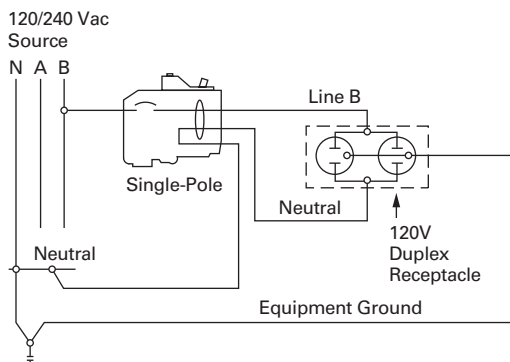 120/240 Vac
Source
N A B
Line B
Single-Pole
Neutral
120V
Duplex
Receptacle
Neutral
Equipment Ground